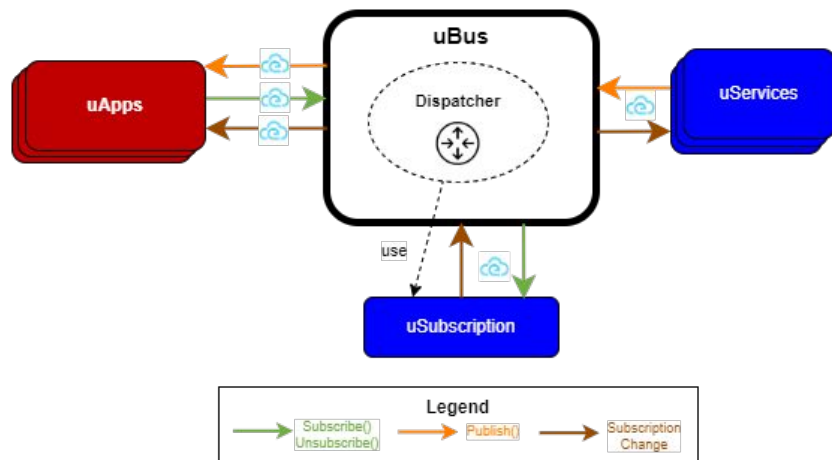 uBus
uApps
Dispatcher
uServices
use
uSubscription
Legend
Subscribe()
Unsubscribe()
Publish()
Subscription
Change